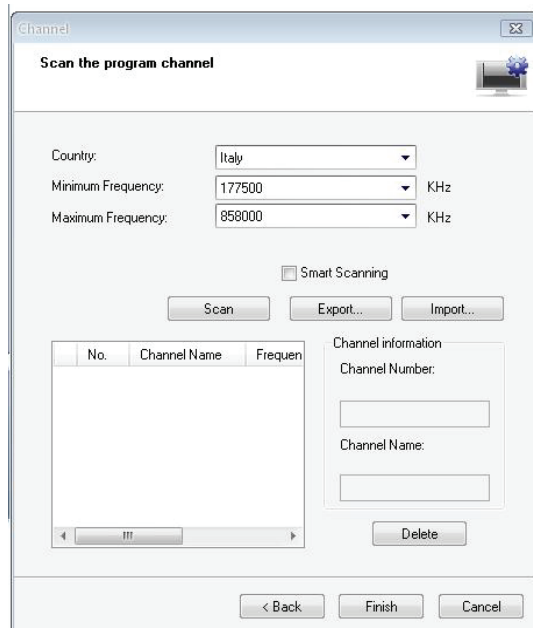 Channel
Scan the program channel
Country: Italy
Minimum Frequency: 177500 KHz
Maximum Frequency: 858000 KHz
Smart Scanning
Scan Export... Import...
No. Channel Name Frequen
Channel information
Channel Number:
Channel Name:
Delete
< Back Finish Cancel